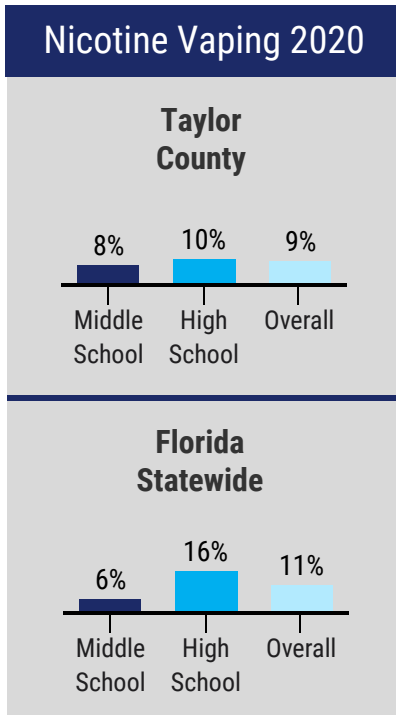 Nicotine Vaping 2020
Taylor
County
8%
10%
9%
Middle
School
High
School
Overall
Florida
Statewide
6%
16%
11%
Middle
School
High
School
Overall